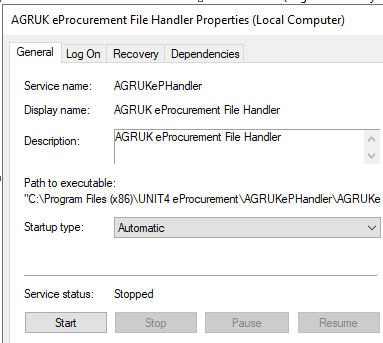 AGRUK eProcurement File Handler Properties (Local Computer)
General Log On Recovery Dependencies
Service name: AGRUKePHandler
Display name: AGRUK eProcurement File Handler
Description: AGRUK eProcurement File Handler
Path to executable:
"C:\Program Files (x86)\UNIT4 eProcurement\AGRUKePHandler\AGRUKe
Startup type: Automatic
Service status: Stopped
Start Stop Pause Resume